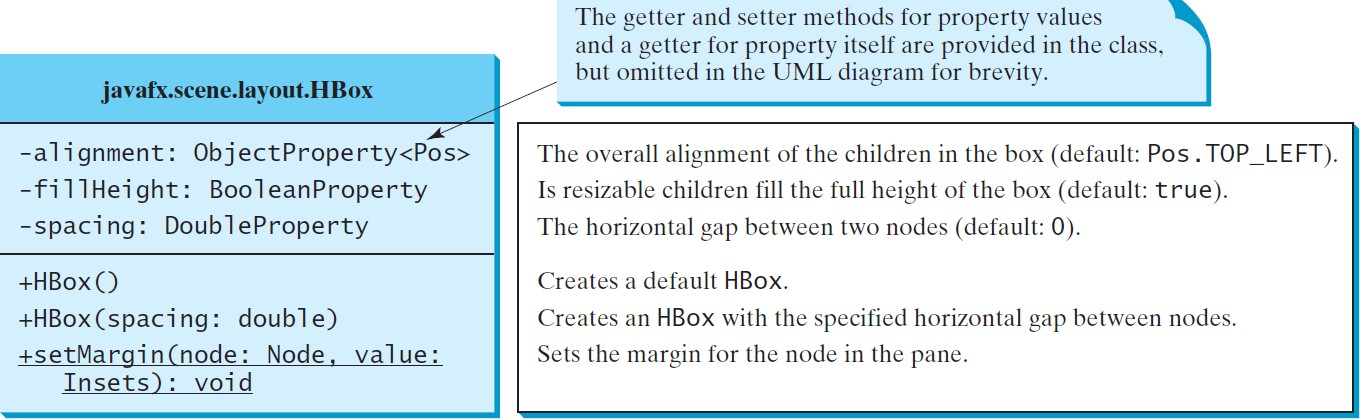 The getter and setter methods for property values
and a getter for property itself are provided in the class,
but omitted in the UML diagram for brevity.
javafx.scene.layout.HBox
-alignment: ObjectProperty<Pos>
-fillHeight: BooleanProperty
-spacing: DoubleProperty
The overall alignment of the children in the box (default: Pos.TOP_LEFT).
Is resizable children fill the full height of the box (default: true).
The horizontal gap between two nodes (default: 0).
+HBox()
+HBox(spacing: double)
+setMargin(node: Node, value:
Insets): void
Creates a default HBox.
Creates an HBox with the specified horizontal gap between nodes.
Sets the margin for the node in the pane.